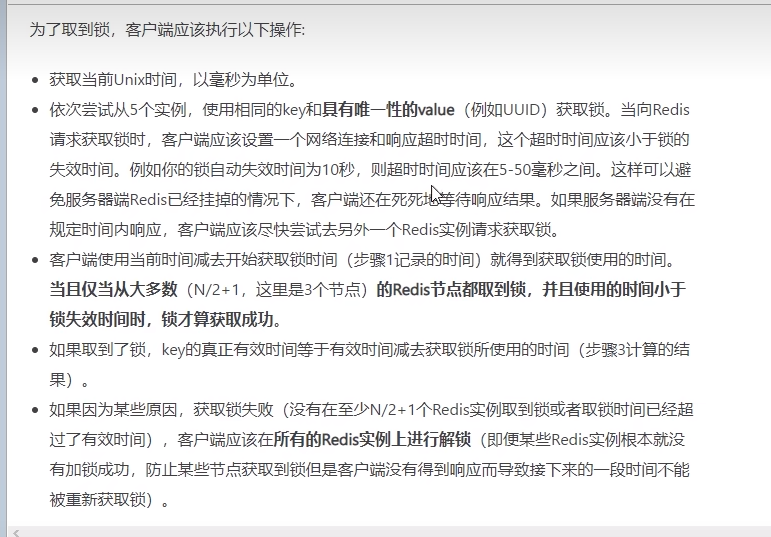 为了取到锁，客户端应该执行以下操作:
获取当前Unix时间，以毫秒为单位。
依次尝试从5个实例，使用相同的key和具有唯一性的value（例如UUID）获取锁。当向Redis
请求获取锁时，客户端应该设置一个网络连接和响应超时时间，这个超时时间应该小于锁的
失效时间。例如你的锁自动失效时间为10秒，则超时时间应该在5-50毫秒之间。这样可以避
免服务器端Redis已经挂掉的情况下，客户端还在死死地等待响应结果。如果服务器端没有在
规定时间内响应，客户端应该尽快尝试去另外一个Redis实例请求获取锁。
客户端使用当前时间减去开始获取锁时间（步骤1记录的时间）就得到获取锁使用的时间。
当且仅当从大多数（N/2+1，这里是3个节点）的Redis节点都取到锁，并且使用的时间小于
锁失效时间时，锁才算获取成功。
如果取到了锁，key的真正有效时间等于有效时间减去获取锁所使用的时间（步骤3计算的结
果）。
如果因为某些原因，获取锁失败（没有在至少N/2+1个Redis实例取到锁或者取锁时间已经超
过了有效时间），客户端应该在所有的Redis实例上进行解锁（即便某些Redis实例根本就没
有加锁成功，防止某些节点获取到锁但是客户端没有得到响应而导致接下来的一段时间不能
被重新获取锁）。